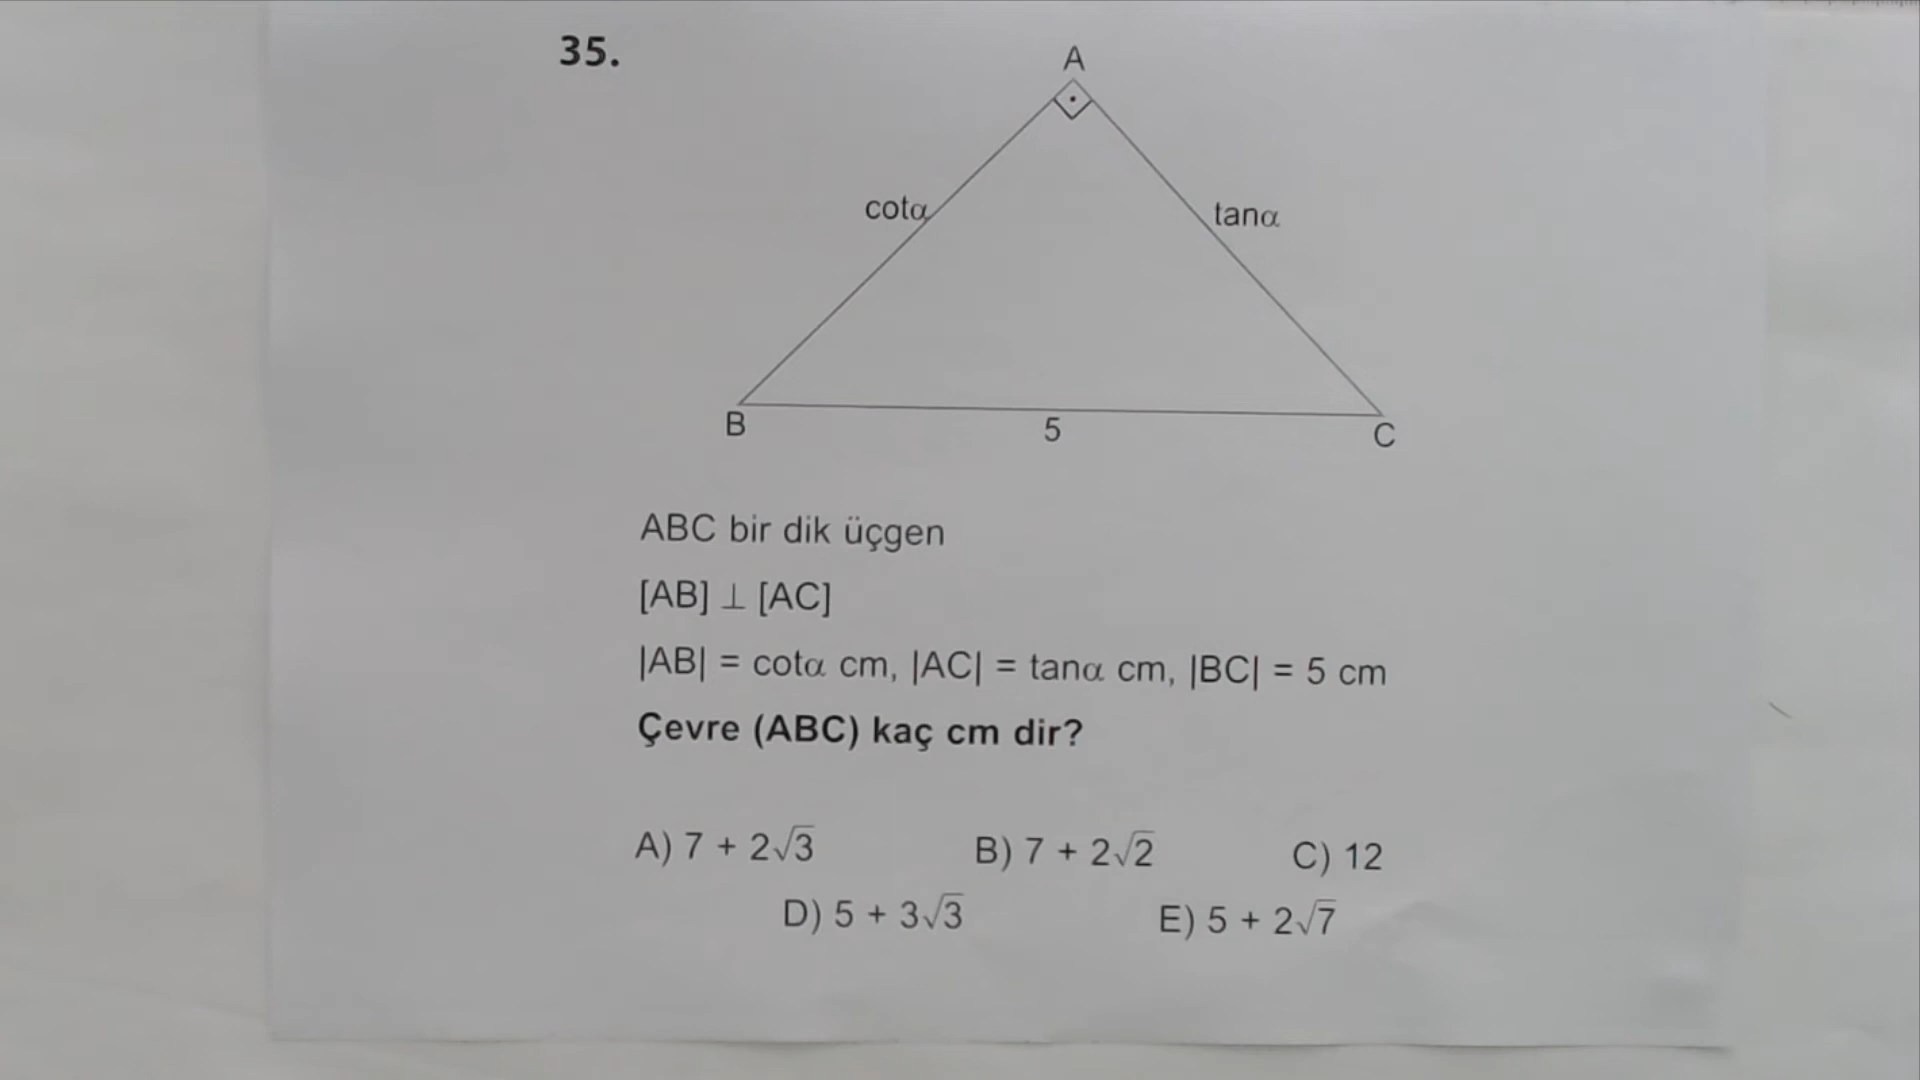 35.
A
cotα
tanα
B
5
C
ABC bir dik üçgen
[AB] ⊥ [AC]
|AB| = cotα cm, |AC| = tanα cm, |BC| = 5 cm
Çevre (ABC) kaç cm dir?
A) 7 + 2√3 B) 7 + 2√2 C) 12
D) 5 + 3√3 E) 5 + 2√7